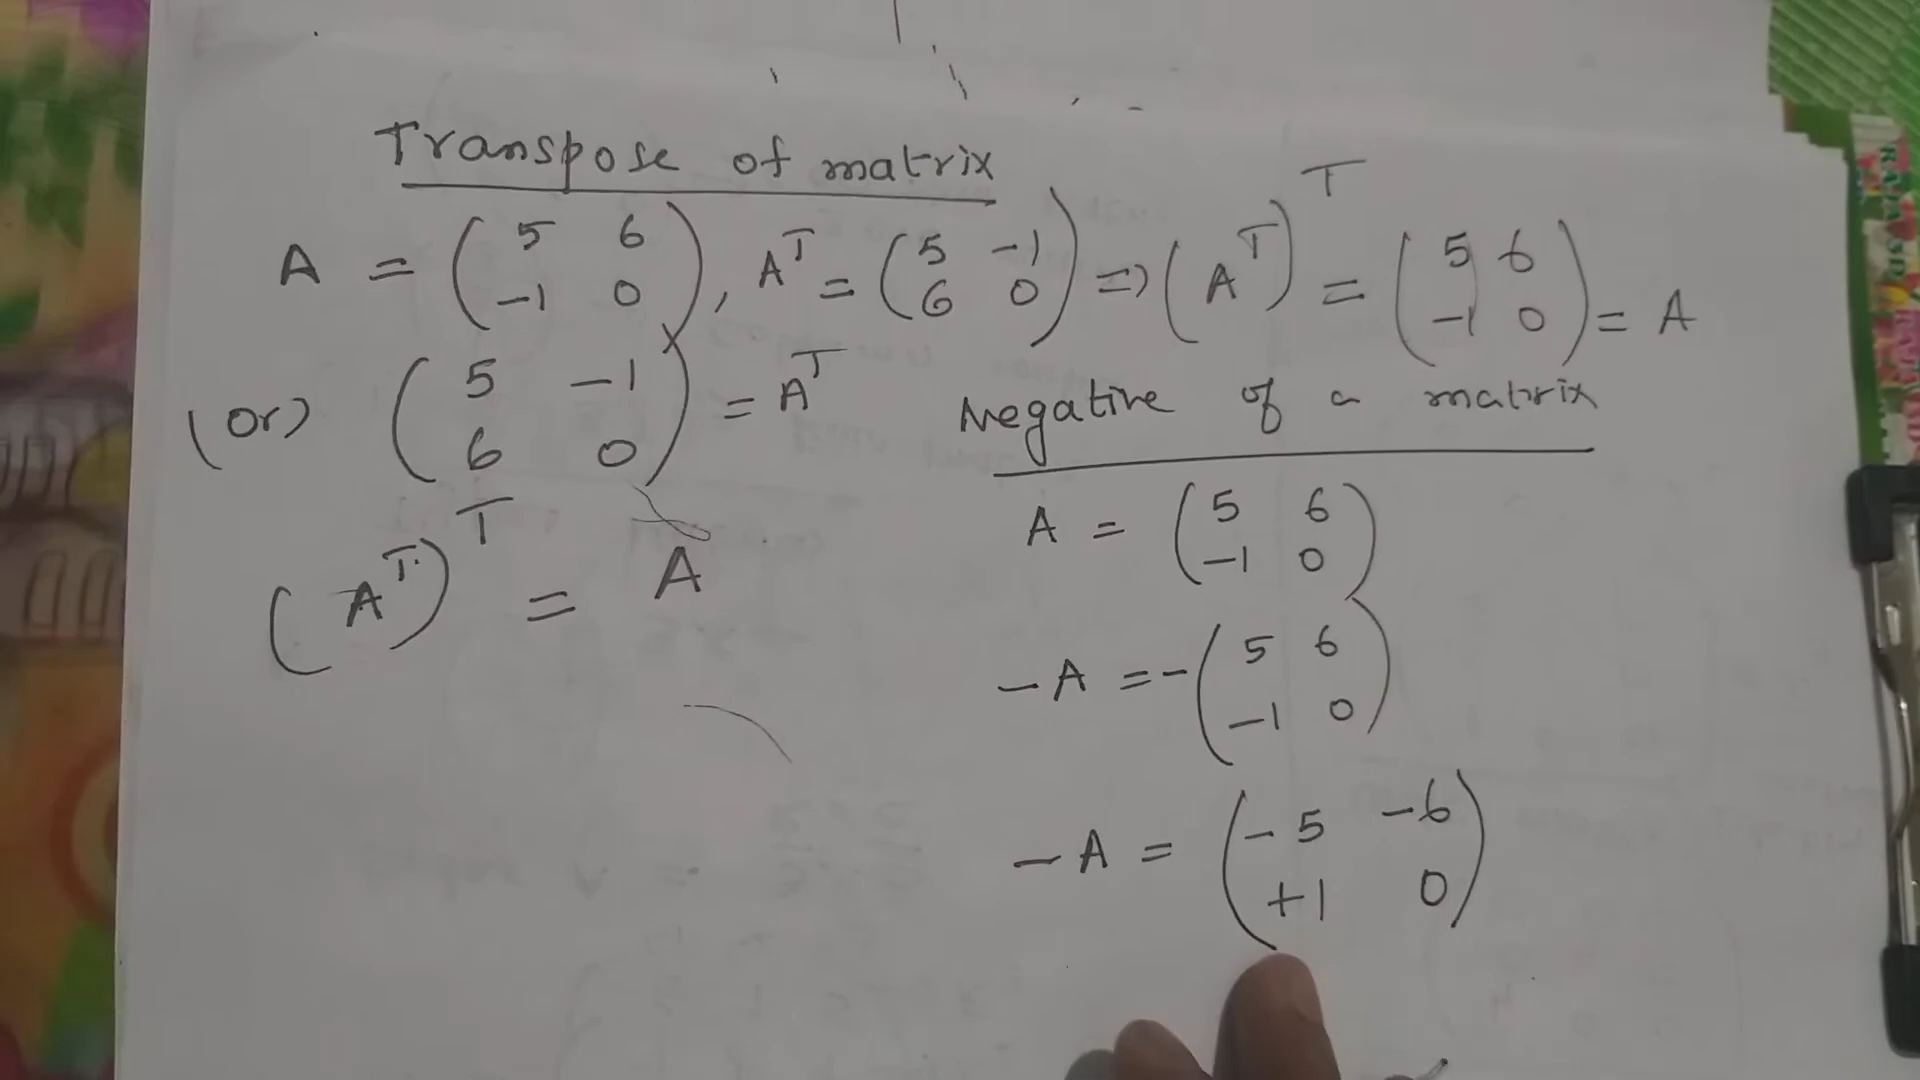 Transpose of matrix
A = ( 5 6 ; -1 0 ), A^T = ( 5 -1 ; 6 0 ) => (A^T)^T = ( 5 6 ; -1 0 ) = A
(or) ( 5 -1 ; 6 0 ) = A^T
(A^T)^T = A
Negative of a matrix
A = ( 5 6 ; -1 0 )
-A = - ( 5 6 ; -1 0 )
-A = ( -5 -6 ; +1 0 )